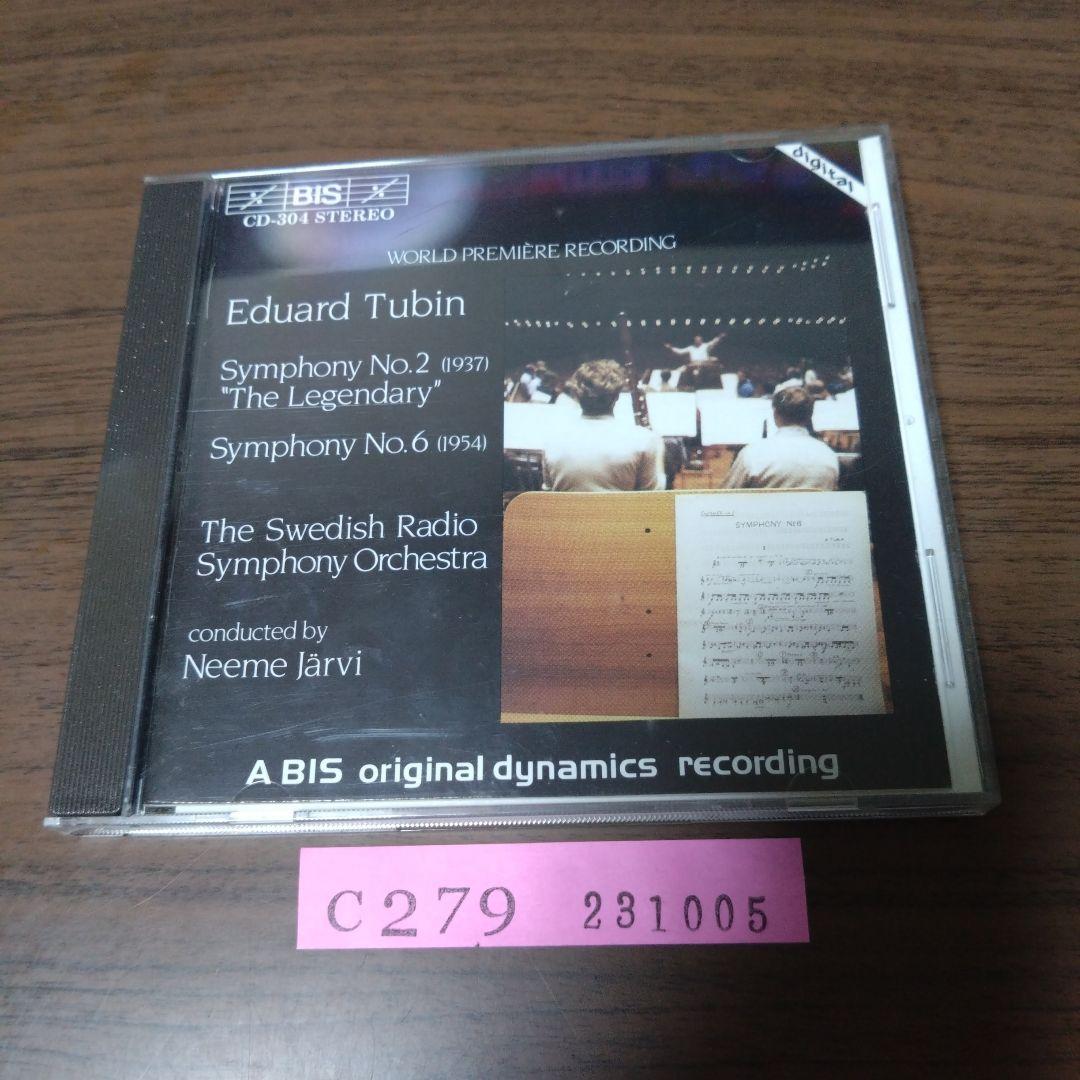 BIS
CD-304 STEREO
digital
WORLD PREMIÈRE RECORDING
Eduard Tubin
Symphony No.2 (1937)
"The Legendary"
Symphony No.6 (1954)
The Swedish Radio
Symphony Orchestra
conducted by
Neeme Järvi
SYMPHONY No6
A BIS original dynamics recording
C279 231005